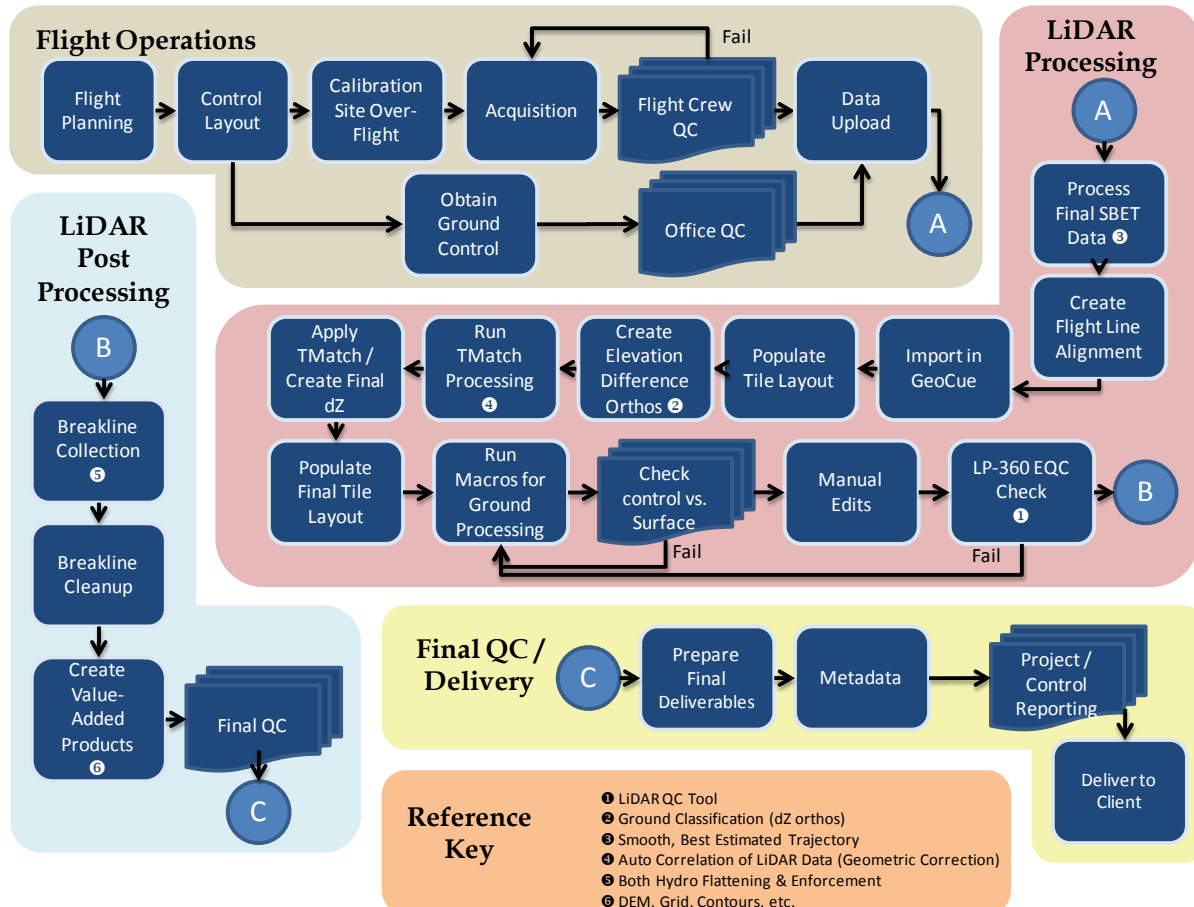 Flight Operations
Fail
Flight
Planning
Control
Layout
Calibration
Site Over-
Flight
Acquisition
Flight Crew
QC
Data
Upload
Obtain
Ground
Control
Office QC
A
LiDAR
Processing
A
Process
Final SBET
Data ❸
Create
Flight Line
Alignment
Import in
GeoCue
Populate
Tile Layout
Create
Elevation
Difference
Orthos ❷
Run
TMatch
Processing
❹
Apply
TMatch /
Create Final
dZ
Populate
Final Tile
Layout
Run
Macros for
Ground
Processing
Check
control vs.
Surface
Fail
Manual
Edits
LP-360 EQC
Check
❶
Fail
B
LiDAR
Post
Processing
B
Breakline
Collection
❺
Breakline
Cleanup
Create
Value-
Added
Products
❻
Final QC
C
Final QC /
Delivery
C
Prepare
Final
Deliverables
Metadata
Project /
Control
Reporting
Deliver to
Client
Reference
Key
❶ LiDAR QC Tool
❷ Ground Classification (dZ orthos)
❸ Smooth, Best Estimated Trajectory
❹ Auto Correlation of LiDAR Data (Geometric Correction)
❺ Both Hydro Flattening & Enforcement
❻ DEM, Grid, Contours, etc.